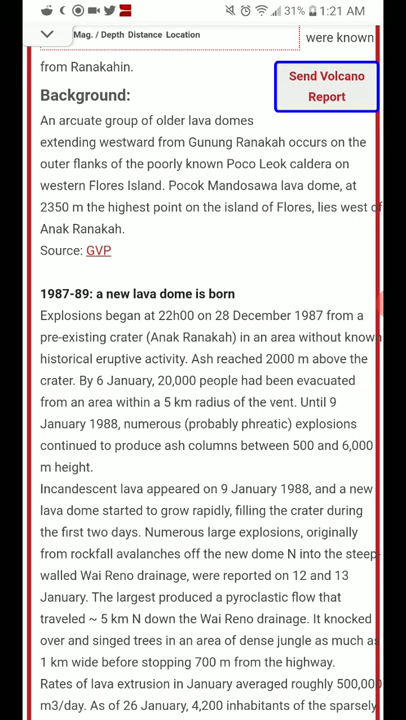 31% 1:21 AM
Mag. / Depth Distance Location
were known
from Ranakahin.
Send Volcano
Report
Background:
An arcuate group of older lava domes
extending westward from Gunung Ranakah occurs on the
outer flanks of the poorly known Poco Leok caldera on
western Flores Island. Pocok Mandosawa lava dome, at
2350 m the highest point on the island of Flores, lies west of
Anak Ranakah.
Source: GVP
1987-89: a new lava dome is born
Explosions began at 22h00 on 28 December 1987 from a
pre-existing crater (Anak Ranakah) in an area without known
historical eruptive activity. Ash reached 2000 m above the
crater. By 6 January, 20,000 people had been evacuated
from an area within a 5 km radius of the vent. Until 9
January 1988, numerous (probably phreatic) explosions
continued to produce ash columns between 500 and 6,000
m height.
Incandescent lava appeared on 9 January 1988, and a new
lava dome started to grow rapidly, filling the crater during
the first two days. Numerous large explosions, originally
from rockfall avalanches off the new dome N into the steep-
walled Wai Reno drainage, were reported on 12 and 13
January. The largest produced a pyroclastic flow that
traveled ~ 5 km N down the Wai Reno drainage. It knocked
over and singed trees in an area of dense jungle as much as
1 km wide before stopping 700 m from the highway.
Rates of lava extrusion in January averaged roughly 500,000
m3/day. As of 26 January, 4,200 inhabitants of the sparsely